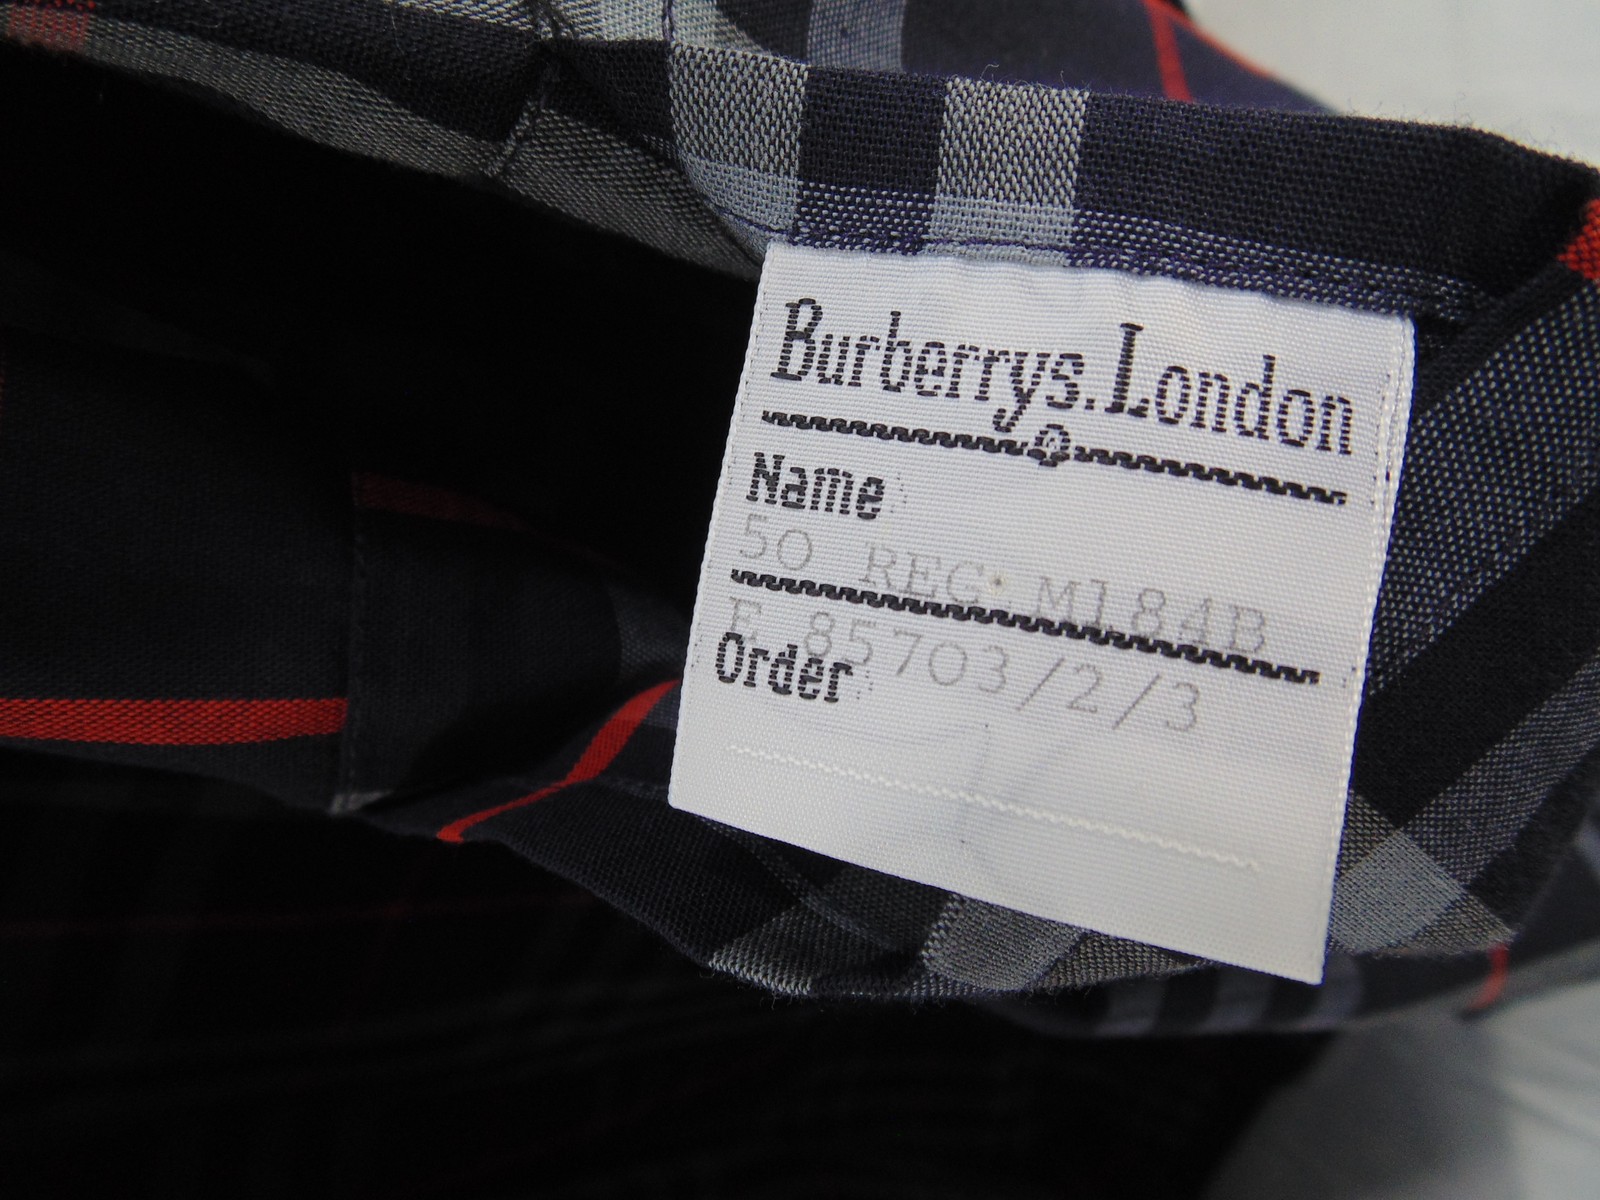 Burberrys. London
Name
50 REG M184B
E 85703/2/3
Order